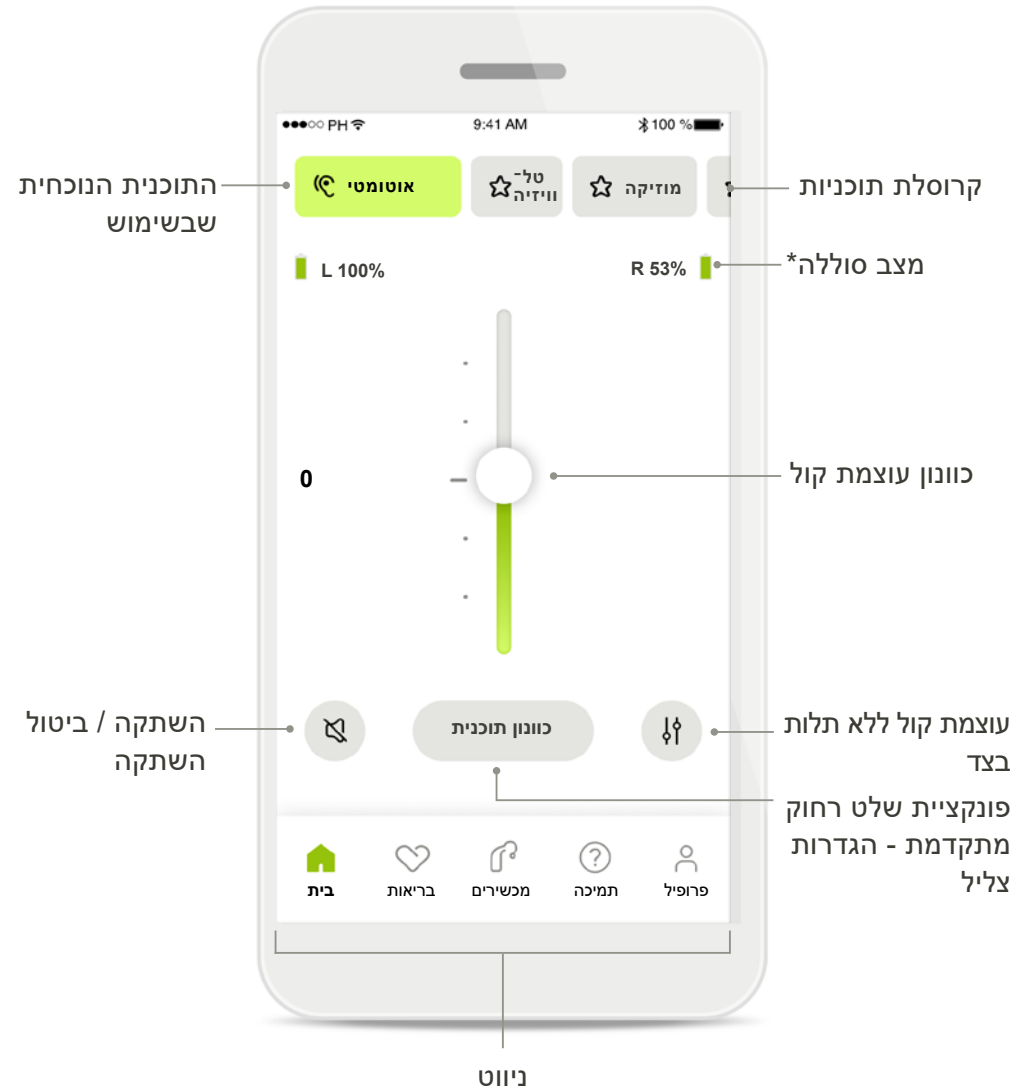 PH
9:41 AM
100 %
אוטומטי
טל-
וויזיה
מוזיקה
התוכנית הנוכחית
שבשימוש
קרוסלת תוכניות
L 100%
R 53%
מצב סוללה*
0
כוונון עוצמת קול
השתקה / ביטול
השתקה
כוונון תוכנית
עוצמת קול ללא תלות
בצד
פונקציית שלט רחוק
מתקדמת - הגדרות
צליל
בית
בריאות
מכשירים
תמיכה
פרופיל
ניווט